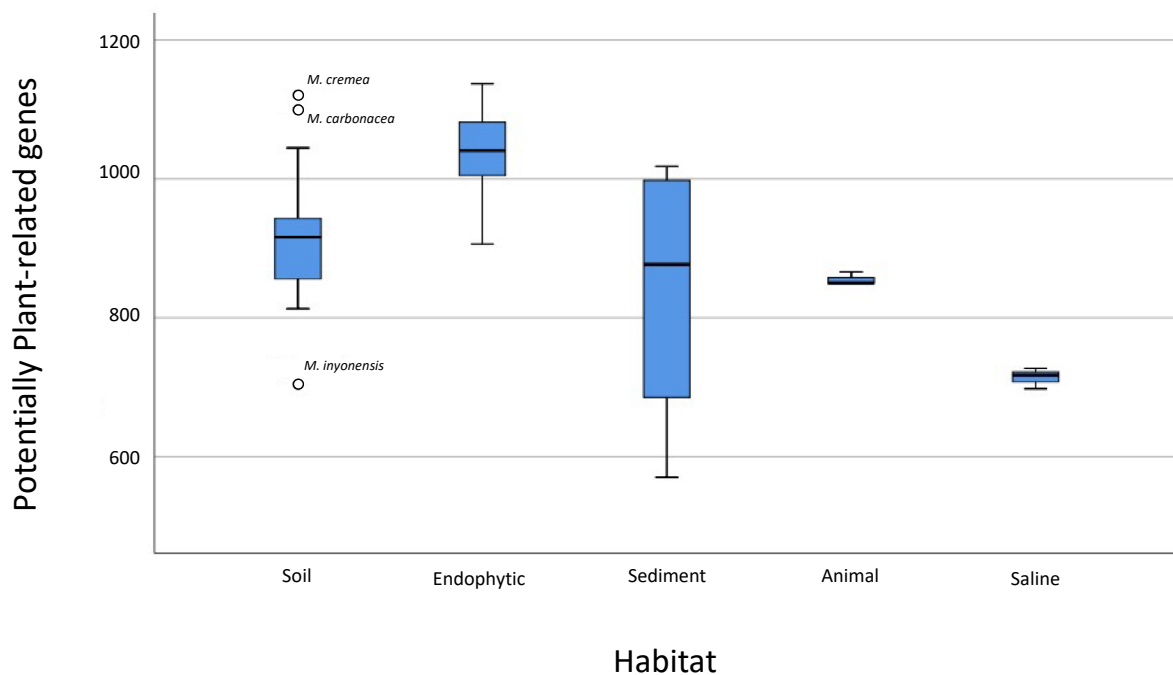 Potentially Plant-related genes
1200
1000
800
600
M. cremea
M. carbonacea
M. inyonensis
Soil
Endophytic
Sediment
Animal
Saline
Habitat